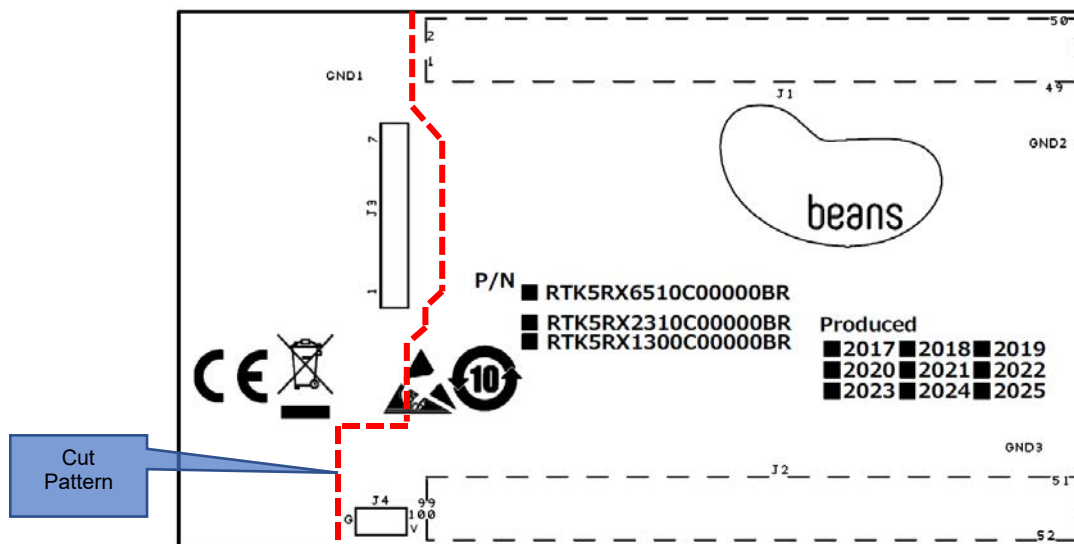 50
2
1
GND1
49
J1
GND2
7
J3
1
beans
P/N
■ RTK5RX6510C00000BR
■ RTK5RX2310C00000BR
■ RTK5RX1300C00000BR
Produced
■2017 ■2018 ■2019
■2020 ■2021 ■2022
■2023 ■2024 ■2025
CE
10
Cut
Pattern
GND3
J2
51
J4
99
G
100
V
52